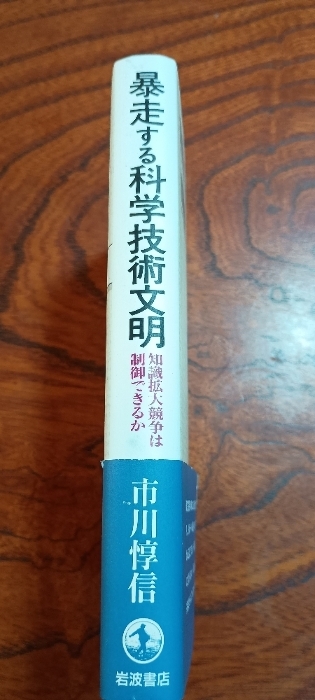 暴走する科学技術文明
知識拡大競争は
制御できるか
市川惇信
岩波書店